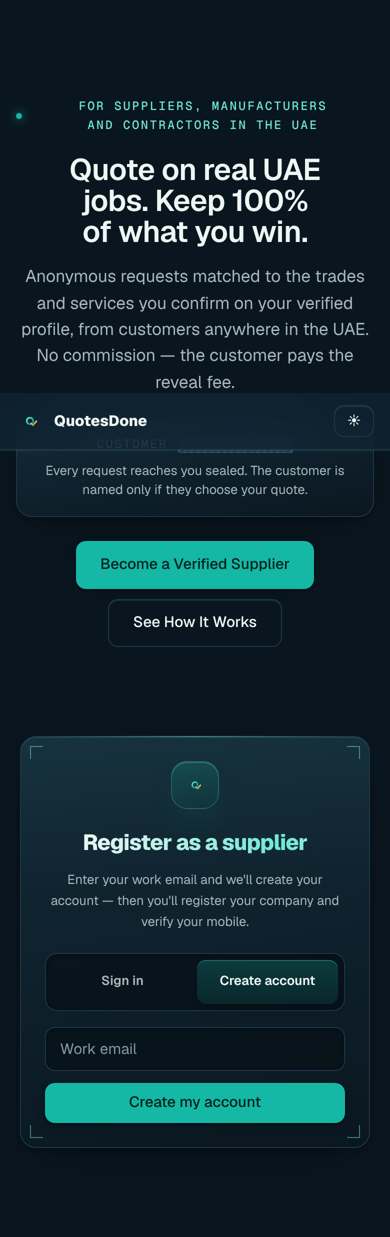 FOR SUPPLIERS, MANUFACTURERS
AND CONTRACTORS IN THE UAE
Quote on real UAE
jobs. Keep 100%
of what you win.
Anonymous requests matched to the trades
and services you confirm on your verified
profile, from customers anywhere in the UAE.
No commission — the customer pays the
reveal fee.
QuotesDone
CUSTOMER
Every request reaches you sealed. The customer is
named only if they choose your quote.
Become a Verified Supplier
See How It Works
Register as a supplier
Enter your work email and we'll create your
account — then you'll register your company and
verify your mobile.
Sign in
Create account
Work email
Create my account